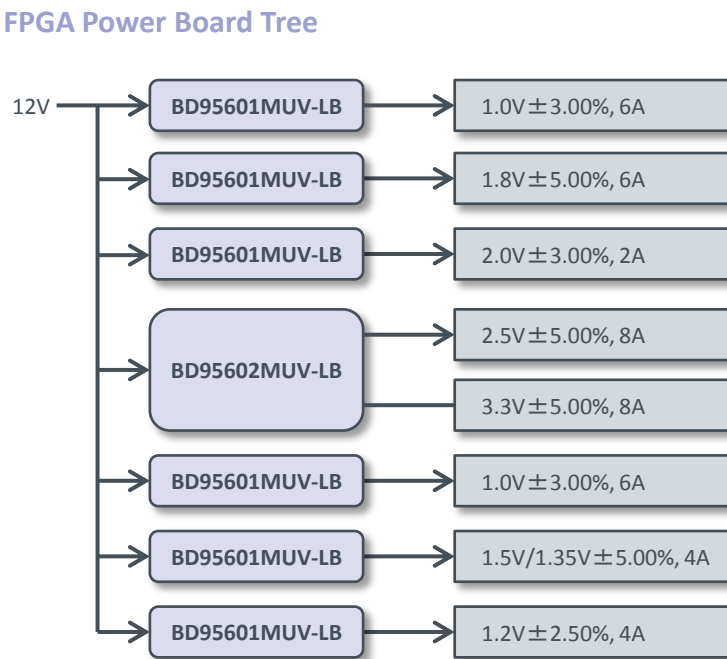 FPGA Power Board Tree
12V
BD95601MUV-LB
1.0V±3.00%, 6A
BD95601MUV-LB
1.8V±5.00%, 6A
BD95601MUV-LB
2.0V±3.00%, 2A
BD95602MUV-LB
2.5V±5.00%, 8A
3.3V±5.00%, 8A
BD95601MUV-LB
1.0V±3.00%, 6A
BD95601MUV-LB
1.5V/1.35V±5.00%, 4A
BD95601MUV-LB
1.2V±2.50%, 4A